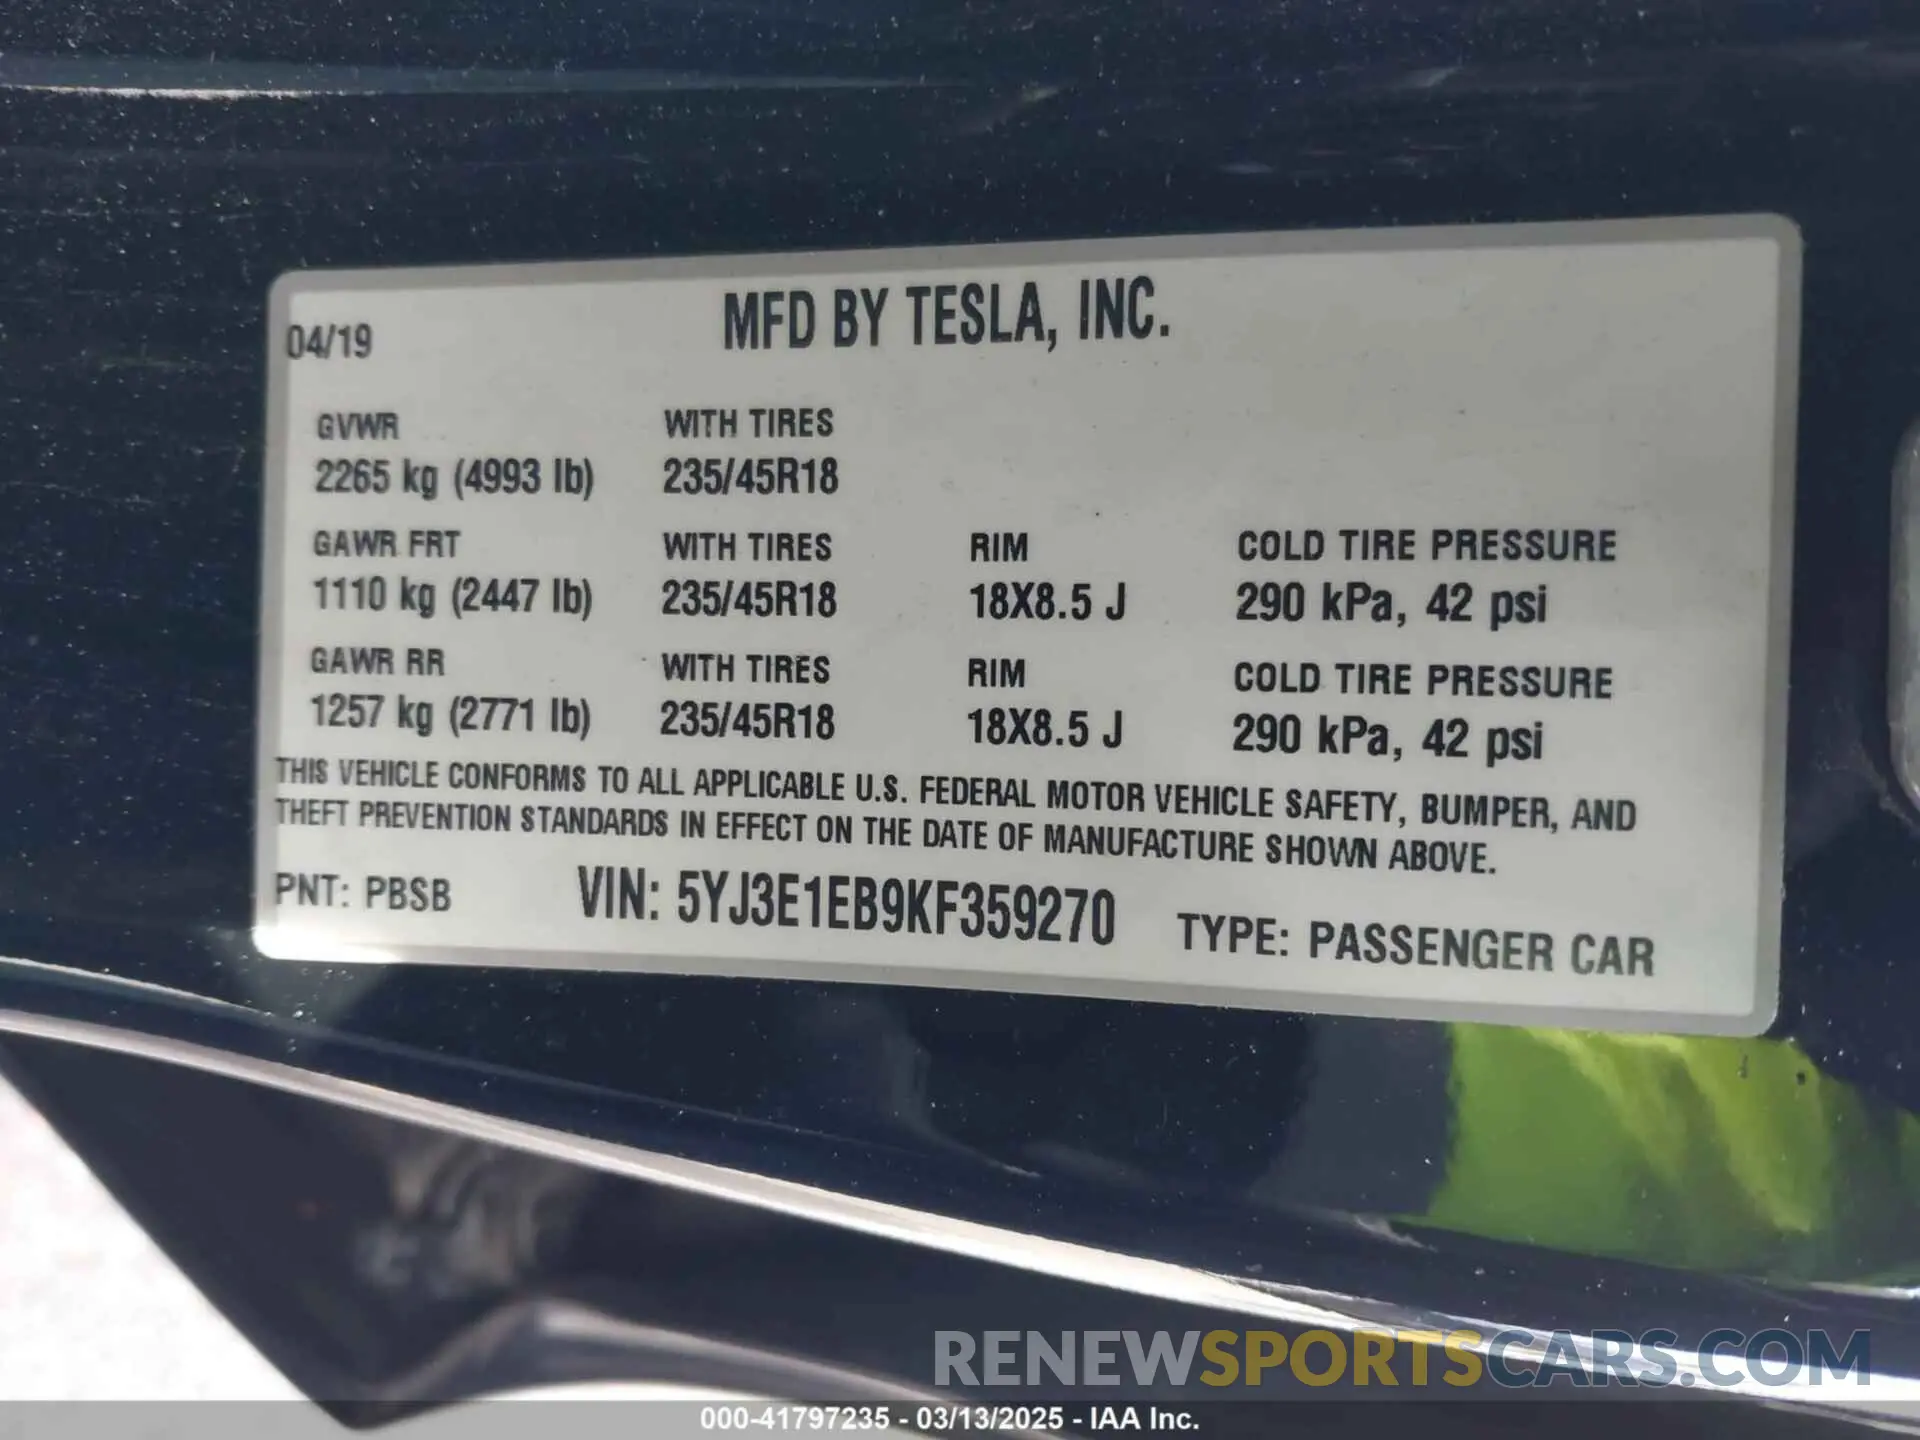 MFD BY TESLA, INC.
04/19
GVWR WITH TIRES
2265 kg (4993 lb) 235/45R18
GAWR FRT WITH TIRES RIM COLD TIRE PRESSURE
1110 kg (2447 lb) 235/45R18 18X8.5 J 290 kPa, 42 psi
GAWR RR WITH TIRES RIM COLD TIRE PRESSURE
1257 kg (2771 lb) 235/45R18 18X8.5 J 290 kPa, 42 psi
THIS VEHICLE CONFORMS TO ALL APPLICABLE U.S. FEDERAL MOTOR VEHICLE SAFETY, BUMPER, AND
THEFT PREVENTION STANDARDS IN EFFECT ON THE DATE OF MANUFACTURE SHOWN ABOVE.
PNT: PBSB VIN: 5YJ3E1EB9KF359270 TYPE: PASSENGER CAR
RENEWSPORTSCARS.COM
000-41797235 - 03/13/2025 - IAA Inc.